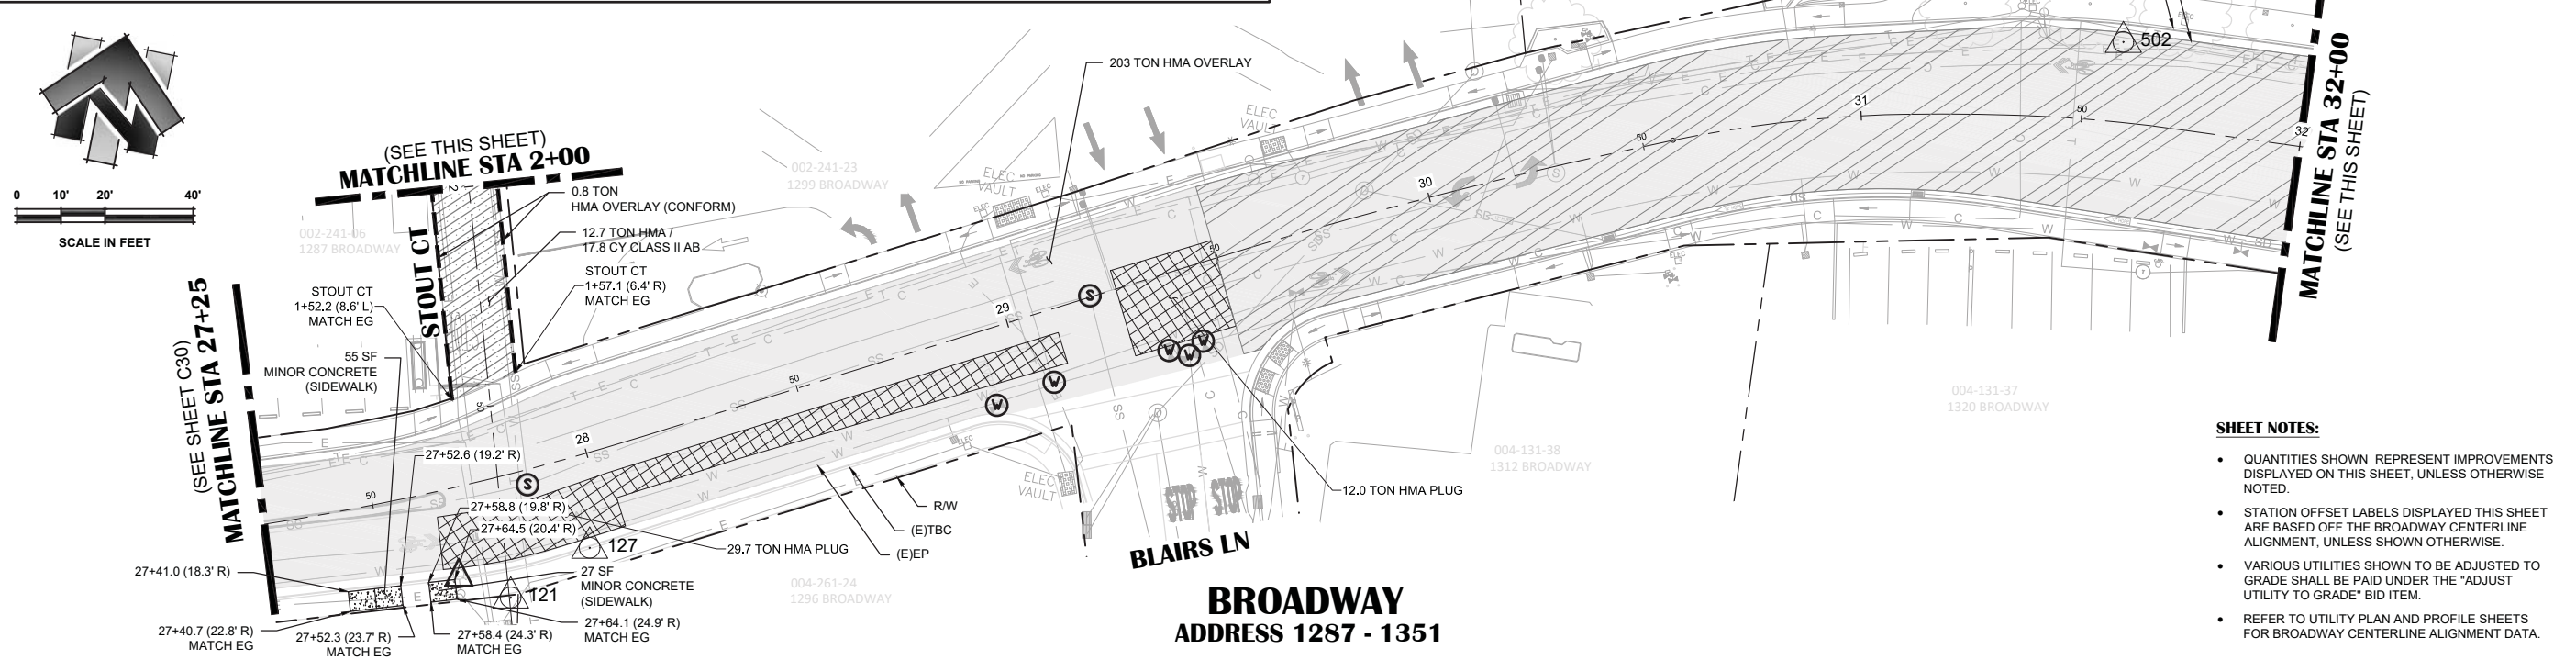 0 10' 20' 40'
SCALE IN FEET
(SEE THIS SHEET)
MATCHLINE STA 2+00
002-241-06
1287 BROADWAY
STOUT CT
0.8 TON
HMA OVERLAY (CONFORM)
12.7 TON HMA /
17.8 CY CLASS II AB
STOUT CT
1+57.1 (6.4' R)
MATCH EG
STOUT CT
1+52.2 (8.6' L)
MATCH EG
55 SF
MINOR CONCRETE
(SIDEWALK)
(SEE SHEET C30)
MATCHLINE STA 27+25
002-241-23
1299 BROADWAY
203 TON HMA OVERLAY
ELEC
VAULT
ELEC
VAULT
502
MATCHLINE STA 32+00
(SEE THIS SHEET)
50
28
50
29
50
30
50
31
50
32
27+52.6 (19.2' R)
27+58.8 (19.8' R)
27+64.5 (20.4' R)
127
121
27+41.0 (18.3' R)
27+40.7 (22.8' R)
MATCH EG
27+52.3 (23.7' R)
MATCH EG
27+58.4 (24.3' R)
MATCH EG
27 SF
MINOR CONCRETE
(SIDEWALK)
27+64.1 (24.9' R)
MATCH EG
29.7 TON HMA PLUG
R/W
(E)TBC
(E)EP
004-261-24
1296 BROADWAY
ELEC
VAULT
STOP STOP
BLAIRS LN
12.0 TON HMA PLUG
004-131-38
1312 BROADWAY
004-131-37
1320 BROADWAY
BROADWAY
ADDRESS 1287 - 1351
SHEET NOTES:
• QUANTITIES SHOWN REPRESENT IMPROVEMENTS
DISPLAYED ON THIS SHEET, UNLESS OTHERWISE
NOTED.
• STATION OFFSET LABELS DISPLAYED THIS SHEET
ARE BASED OFF THE BROADWAY CENTERLINE
ALIGNMENT, UNLESS SHOWN OTHERWISE.
• VARIOUS UTILITIES SHOWN TO BE ADJUSTED TO
GRADE SHALL BE PAID UNDER THE "ADJUST
UTILITY TO GRADE" BID ITEM.
• REFER TO UTILITY PLAN AND PROFILE SHEETS
FOR BROADWAY CENTERLINE ALIGNMENT DATA.